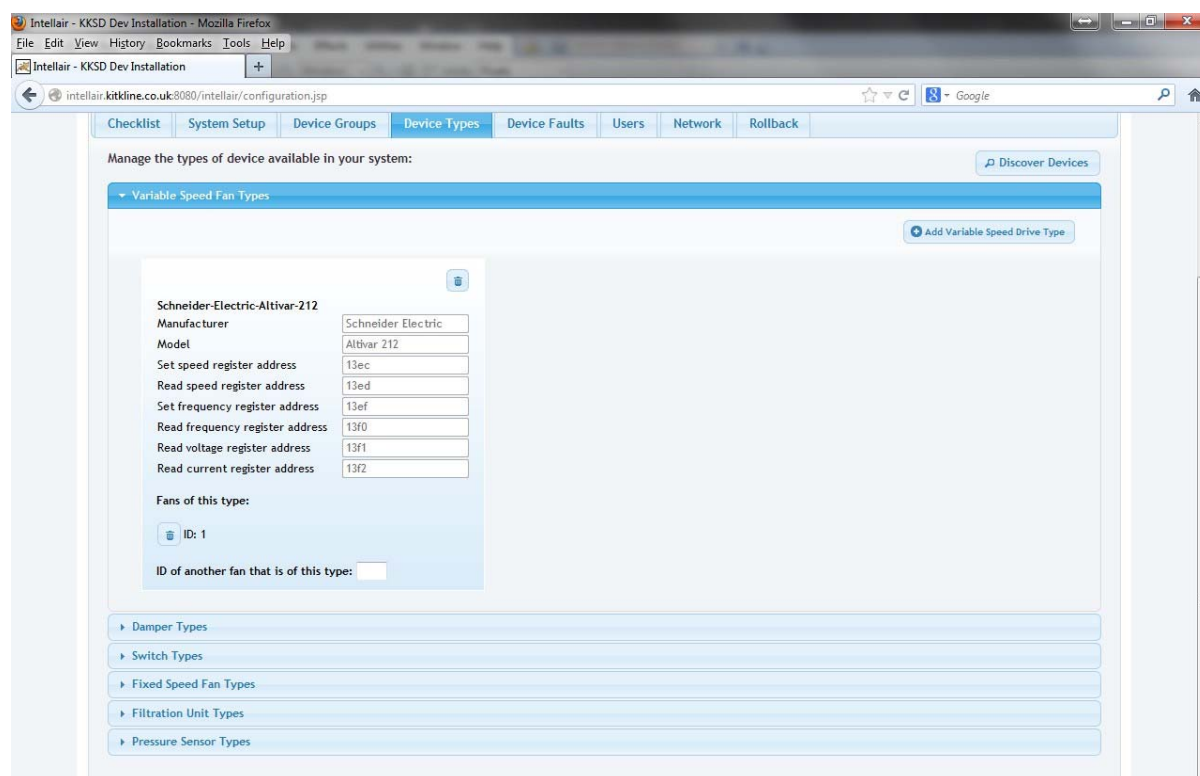 Intellair - KKSD Dev Installation - Mozilla Firefox
File Edit View History Bookmarks Tools Help
Intellair - KKSD Dev Installation +
intellair.kitkline.co.uk:8080/intellair/configuration.jsp Google
Checklist System Setup Device Groups Device Types Device Faults Users Network Rollback
Manage the types of device available in your system: Discover Devices
Variable Speed Fan Types
Add Variable Speed Drive Type
Schneider-Electric-Altivar-212
Manufacturer Schneider Electric
Model Altivar 212
Set speed register address 13ec
Read speed register address 13ed
Set frequency register address 13ef
Read frequency register address 13f0
Read voltage register address 13f1
Read current register address 13f2
Fans of this type:
ID: 1
ID of another fan that is of this type:
Damper Types
Switch Types
Fixed Speed Fan Types
Filtration Unit Types
Pressure Sensor Types